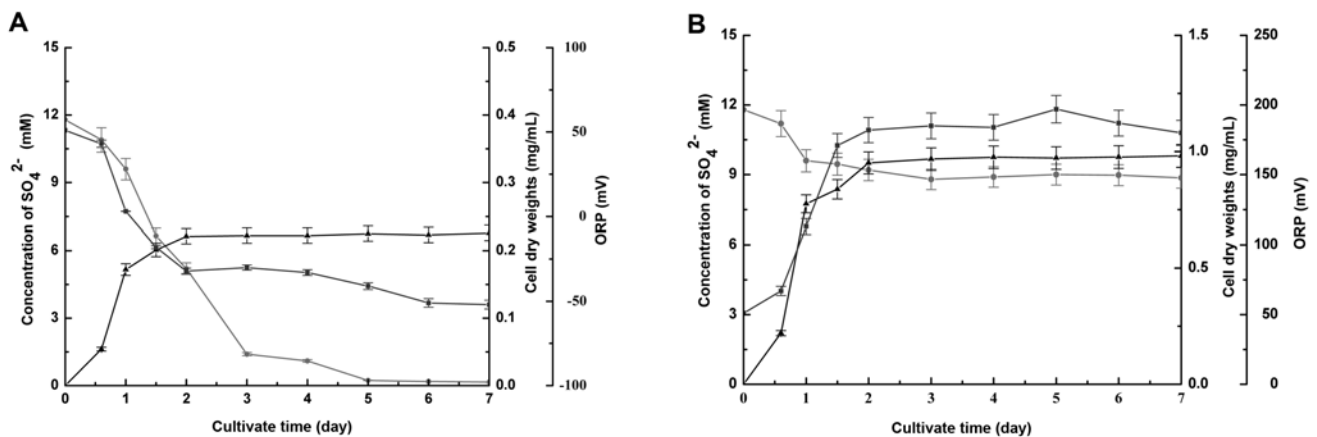 A
15
12
9
6
3
0
Concentration of SO₄²⁻ (mM)
0 1 2 3 4 5 6 7
Cultivate time (day)
0.5
0.4
0.3
0.2
0.1
0.0
Cell dry weights (mg/mL)
100
50
0
-50
-100
ORP (mV)
B
15
12
9
6
3
0
Concentration of SO₄²⁻ (mM)
0 1 2 3 4 5 6 7
Cultivate time (day)
1.5
1.0
0.5
0.0
Cell dry weights (mg/mL)
250
200
150
100
50
0
ORP (mV)